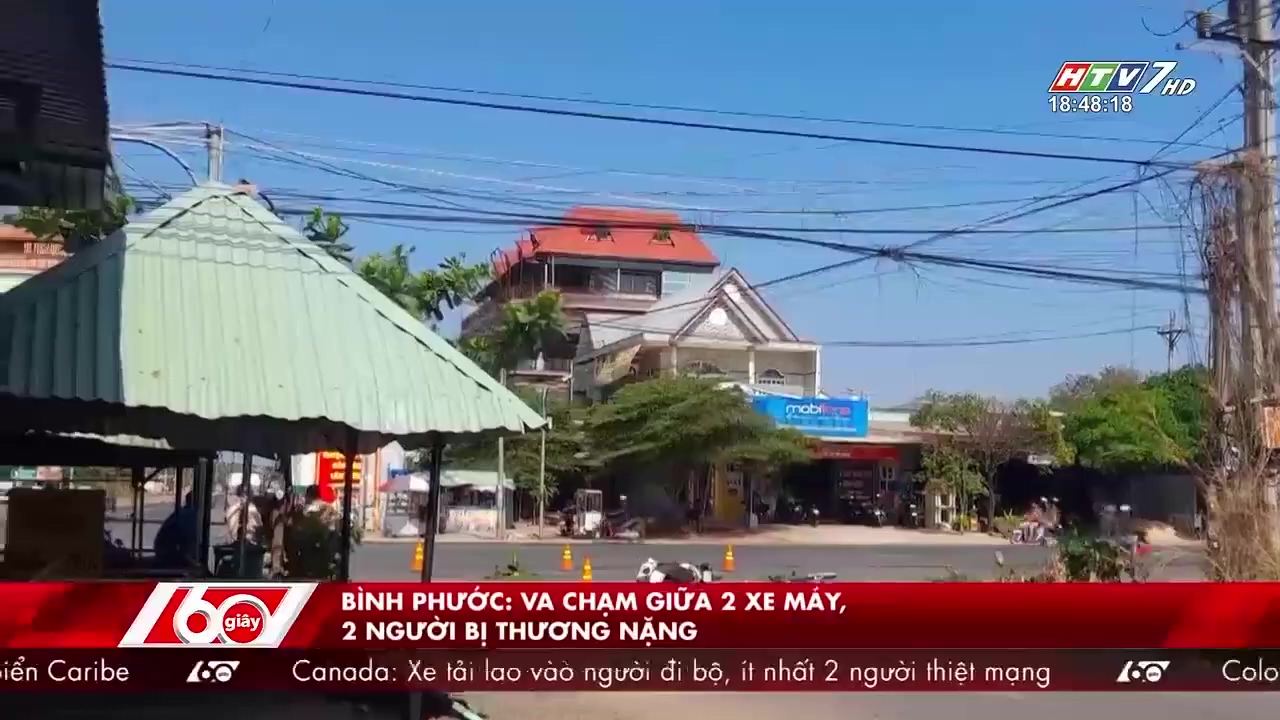 HTV7 HD
18:48:18
mobifone
60 giây
BÌNH PHƯỚC: VA CHẠM GIỮA 2 XE MÁY,
2 NGƯỜI BỊ THƯƠNG NẶNG
iển Caribe 60 Canada: Xe tải lao vào người đi bộ, ít nhất 2 người thiệt mạng 60 Colo